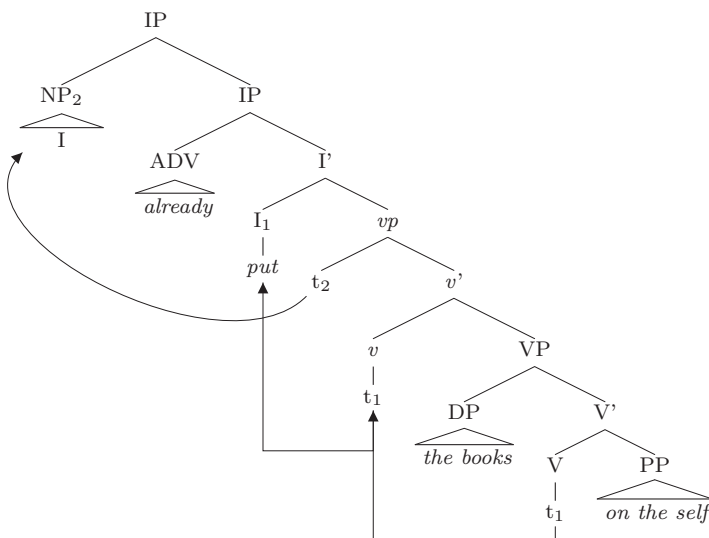 IP
NP₂ IP
I
ADV I'
already
I₁ vp
put
t₂ v'
v VP
t₁
DP V'
the books
V PP
t₁ on the self